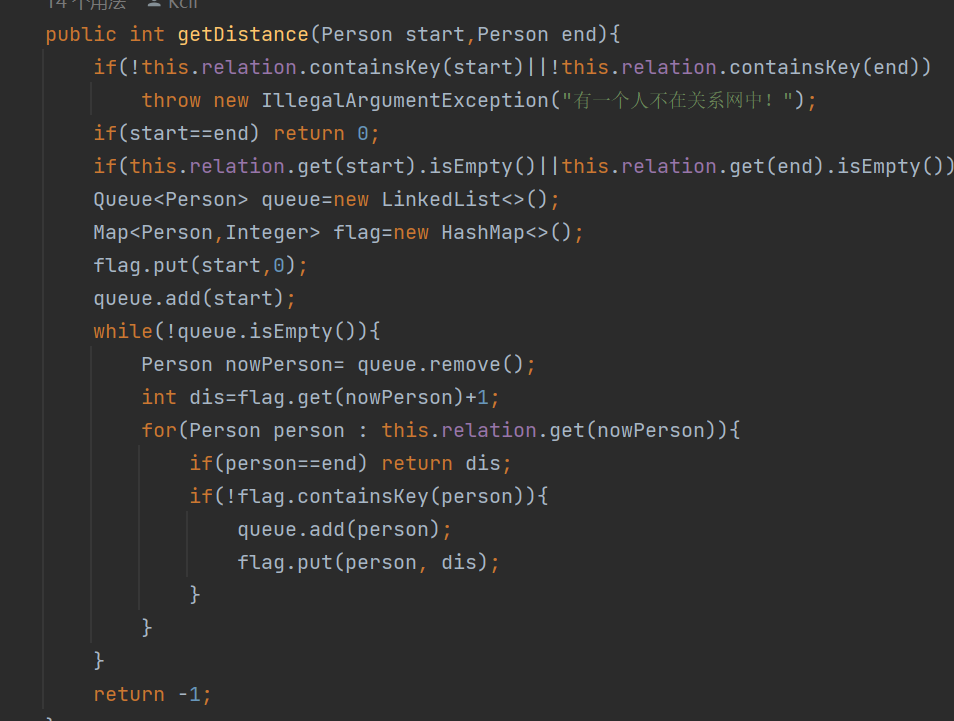 14 个用法 Kcil
public int getDistance(Person start,Person end){
if(!this.relation.containsKey(start)||!this.relation.containsKey(end))
throw new IllegalArgumentException("有一个人不在关系网中！");
if(start==end) return 0;
if(this.relation.get(start).isEmpty()||this.relation.get(end).isEmpty())
Queue<Person> queue=new LinkedList<>();
Map<Person,Integer> flag=new HashMap<>();
flag.put(start,0);
queue.add(start);
while(!queue.isEmpty()){
Person nowPerson= queue.remove();
int dis=flag.get(nowPerson)+1;
for(Person person : this.relation.get(nowPerson)){
if(person==end) return dis;
if(!flag.containsKey(person)){
queue.add(person);
flag.put(person, dis);
}
}
}
return -1;